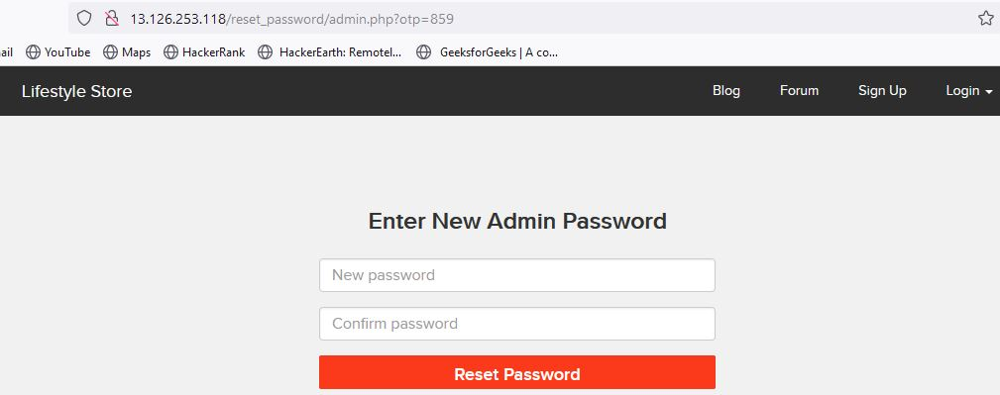 13.126.253.118/reset_password/admin.php?otp=859
ail YouTube Maps HackerRank HackerEarth: Remotel... GeeksforGeeks | A co...
Lifestyle Store Blog Forum Sign Up Login
Enter New Admin Password
New password
Confirm password
Reset Password